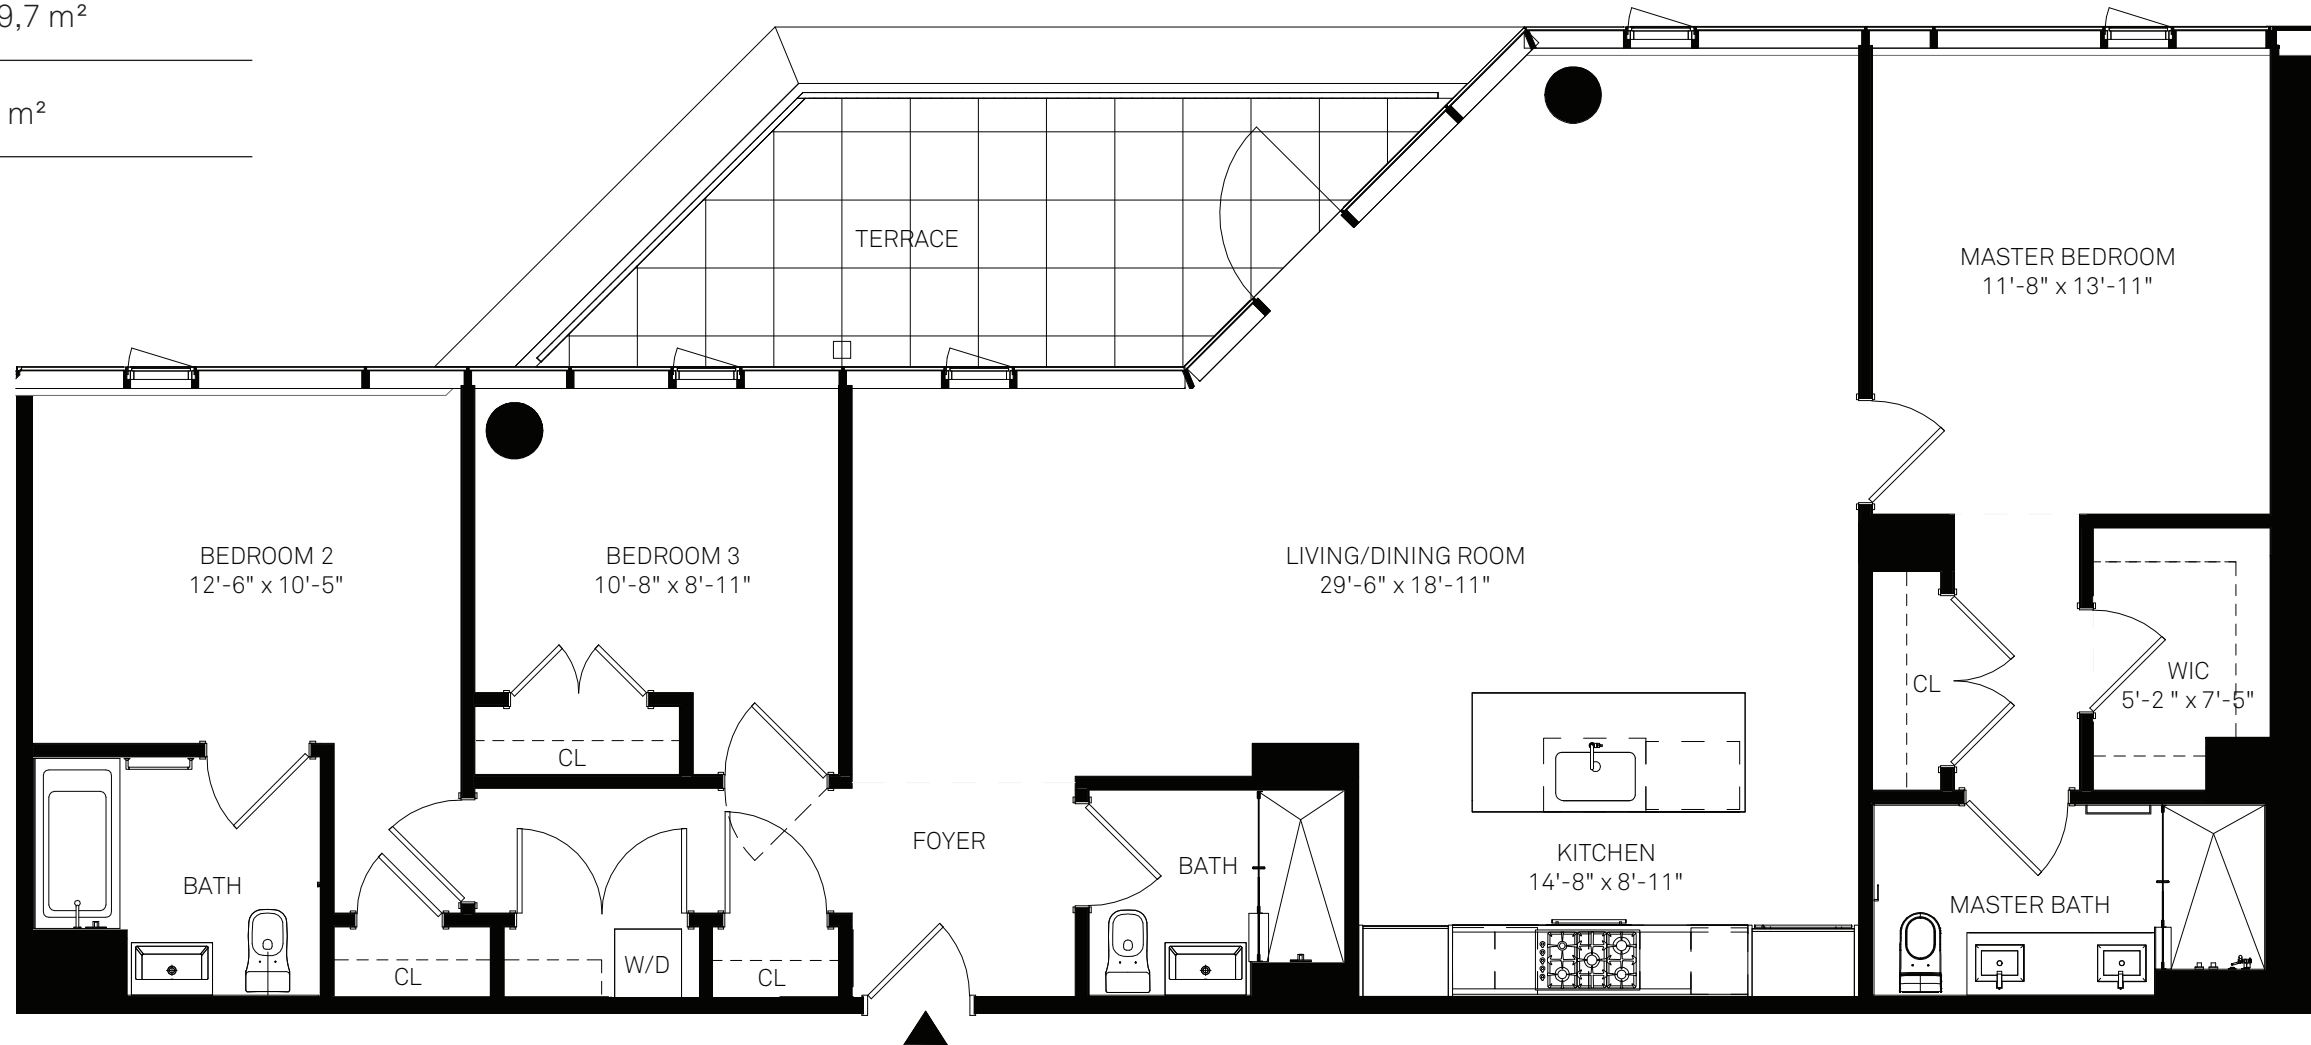 9,7 m²
m²
TERRACE
MASTER BEDROOM
11'-8" x 13'-11"
BEDROOM 2
12'-6" x 10'-5"
BEDROOM 3
10'-8" x 8'-11"
LIVING/DINING ROOM
29'-6" x 18'-11"
CL
WIC
5'-2 " x 7'-5"
CL
FOYER
BATH
KITCHEN
14'-8" x 8'-11"
BATH
MASTER BATH
CL
W/D
CL